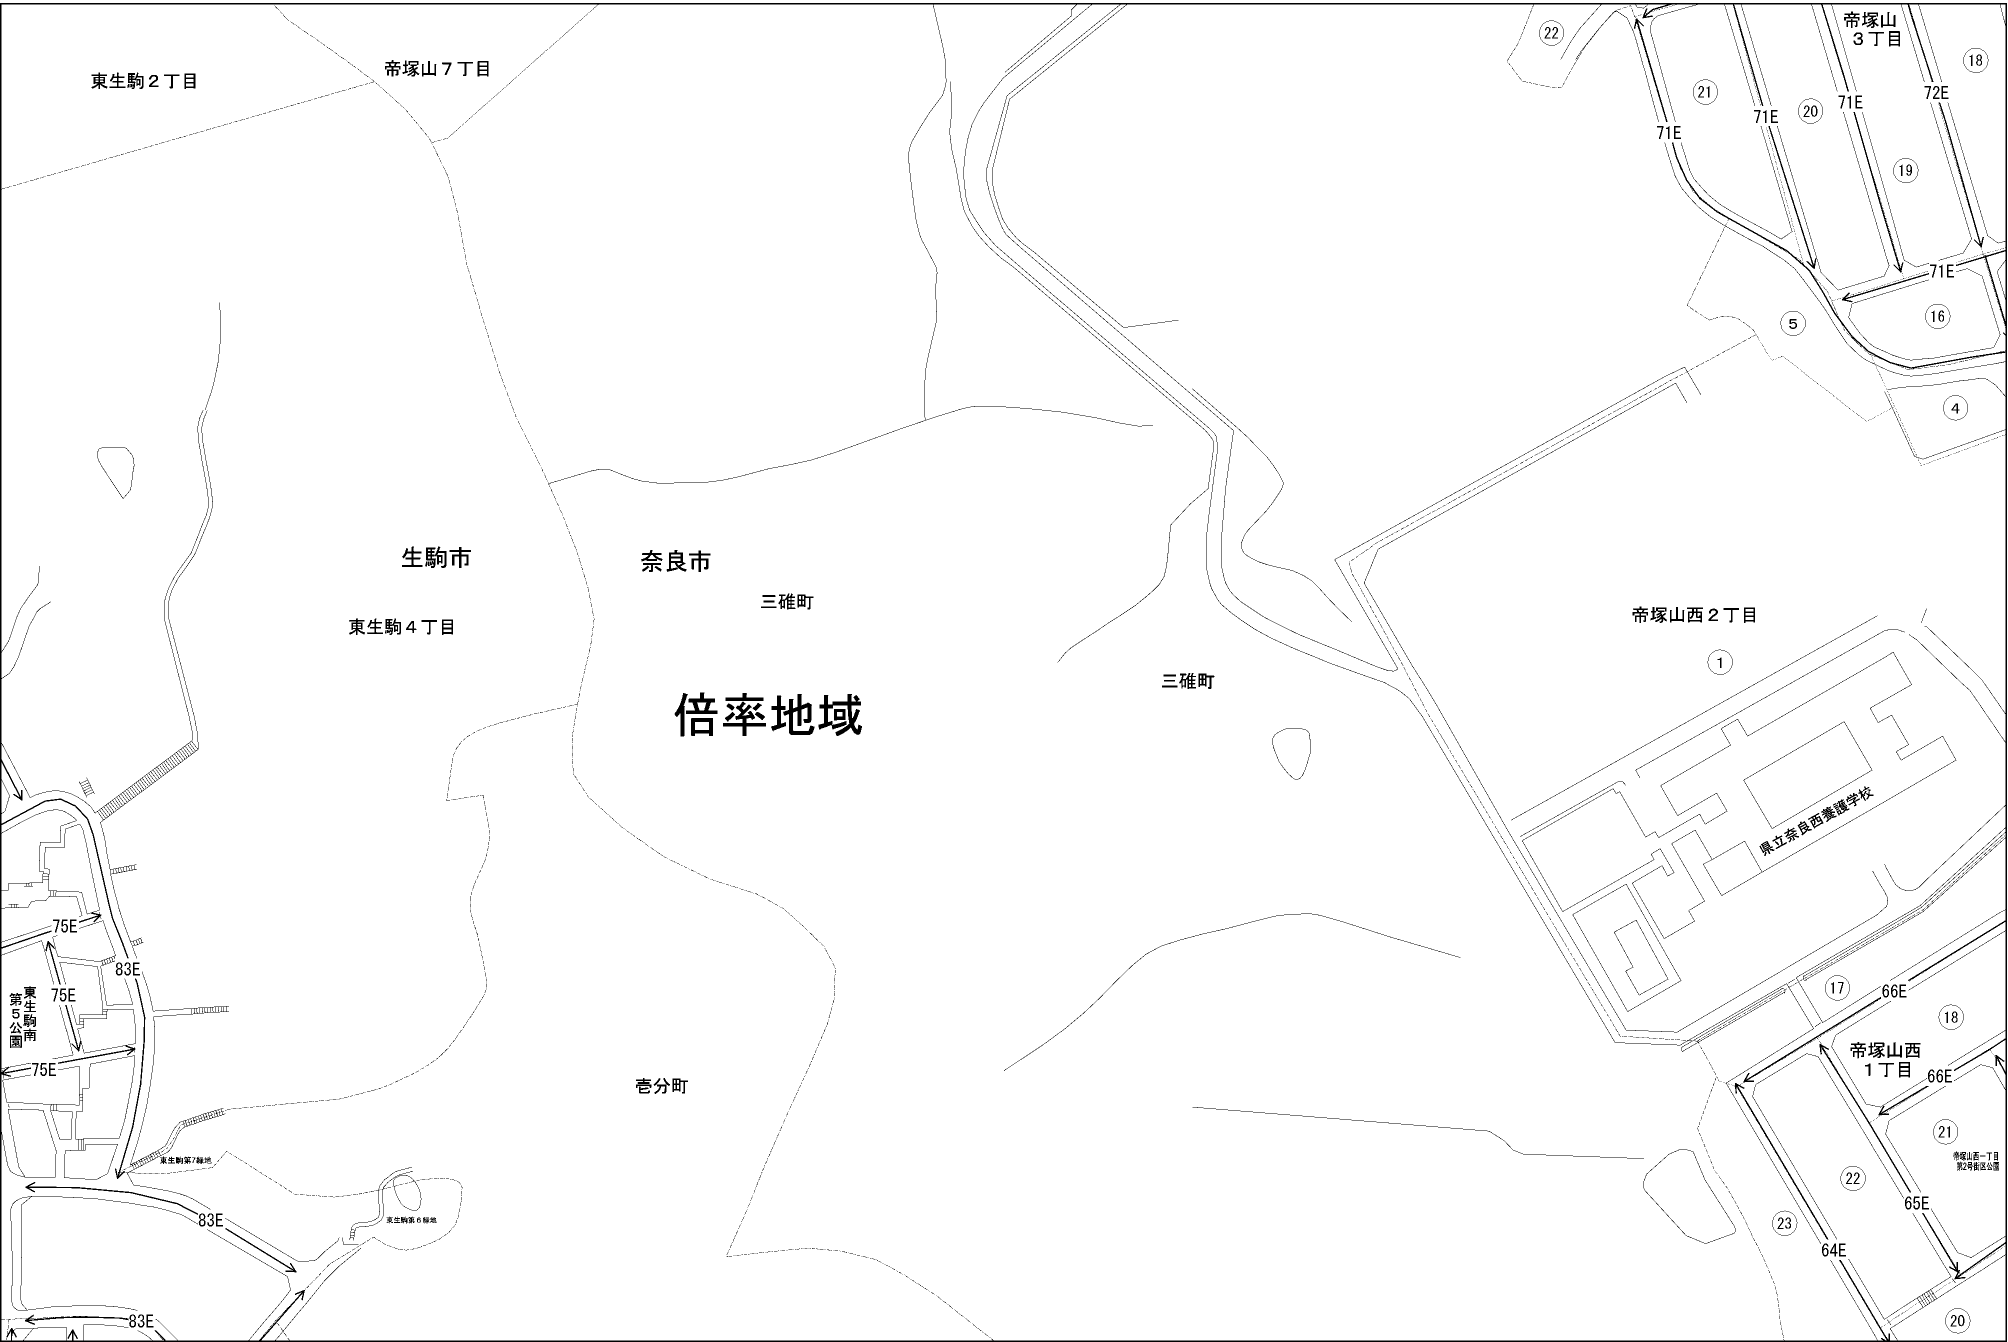 東生駒２丁目
帝塚山７丁目
22
帝塚山
３丁目
18
21
20
71E
71E
71E
72E
19
71E
16
5
4
生駒市
奈良市
三碓町
東生駒４丁目
帝塚山西２丁目
1
三碓町
倍率地域
県立奈良西養護学校
75E
83E
75E
東生駒南
第５公園
75E
17
66E
18
帝塚山西
１丁目
66E
壱分町
21
帝塚山西一丁目
第2号街区公園
東生駒第7緑地
22
65E
東生駒第６緑地
83E
23
64E
83E
20